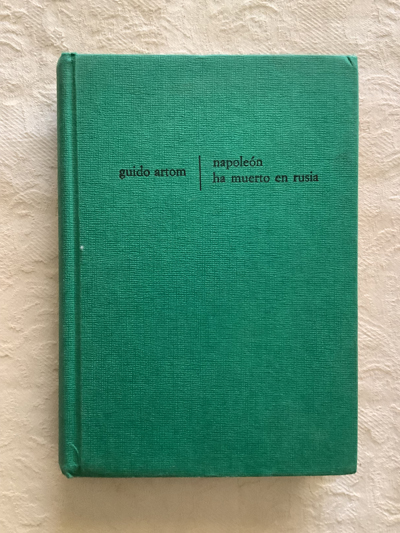 guido artom
napoleón
ha muerto en rusia